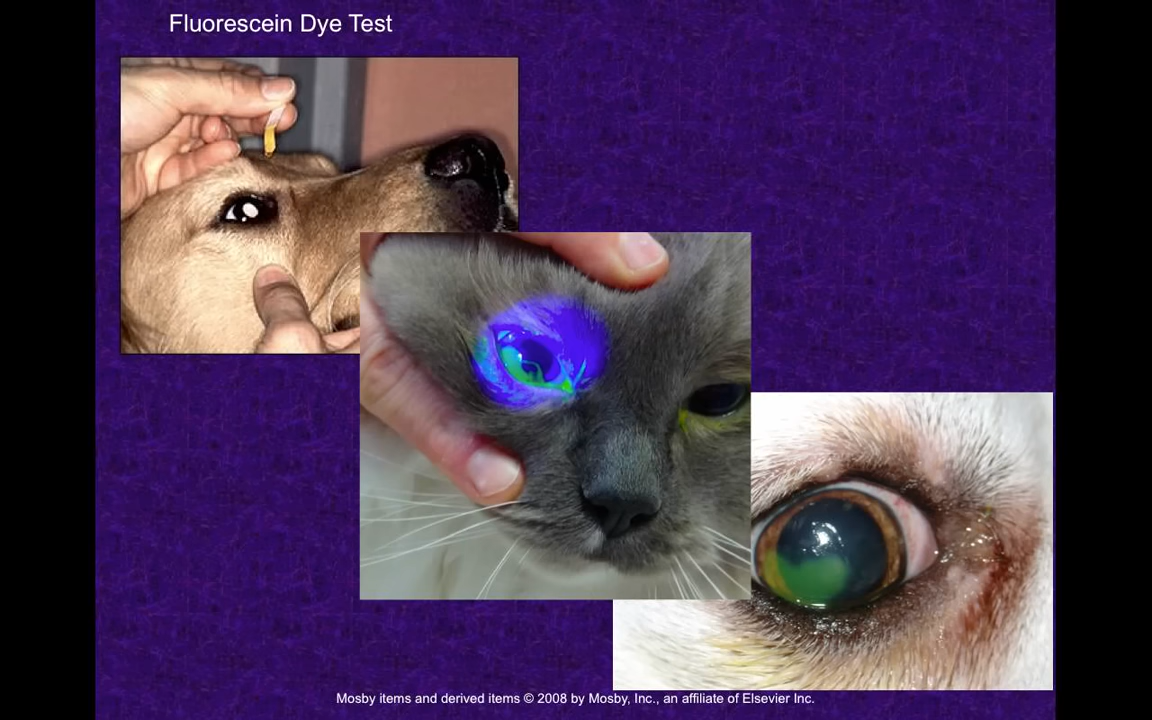 Fluorescein Dye Test
Mosby items and derived items © 2008 by Mosby, Inc., an affiliate of Elsevier Inc.